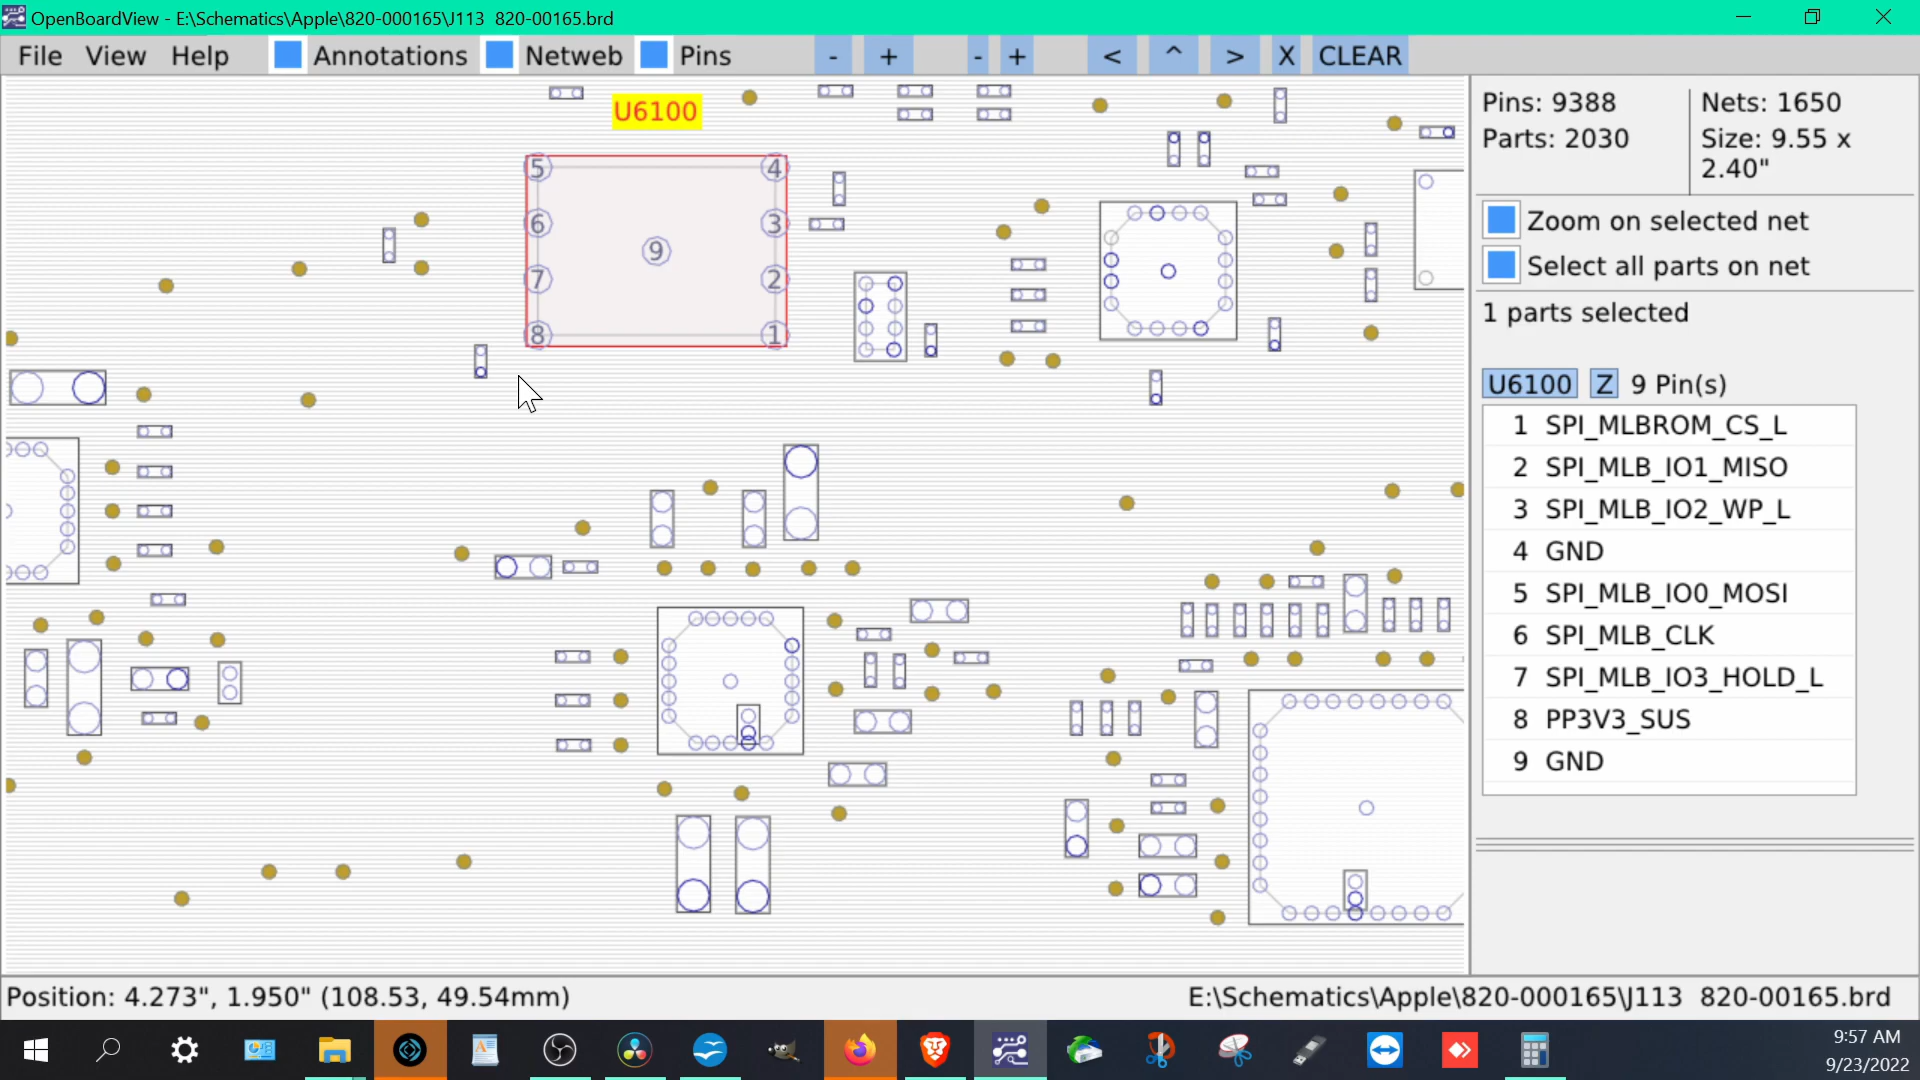 OpenBoardView - E:\Schematics\Apple\820-000165\J113 820-00165.brd
File View Help Annotations Netweb Pins - + - + < ^ > X CLEAR
U6100
5 4
6 3
9
7 2
8 1
Pins: 9388
Parts: 2030
Nets: 1650
Size: 9.55 x
2.40"
Zoom on selected net
Select all parts on net
1 parts selected
U6100 Z 9 Pin(s)
1 SPI_MLBROM_CS_L
2 SPI_MLB_IO1_MISO
3 SPI_MLB_IO2_WP_L
4 GND
5 SPI_MLB_IO0_MOSI
6 SPI_MLB_CLK
7 SPI_MLB_IO3_HOLD_L
8 PP3V3_SUS
9 GND
Position: 4.273", 1.950" (108.53, 49.54mm)
E:\Schematics\Apple\820-000165\J113 820-00165.brd
9:57 AM
9/23/2022